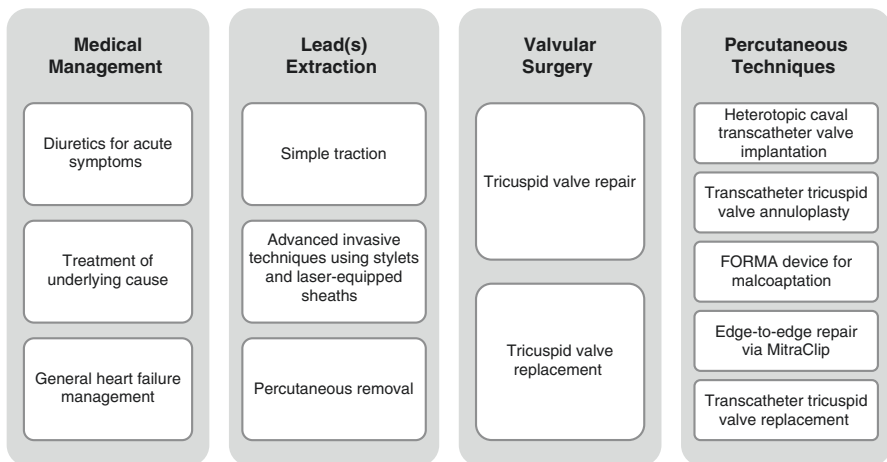 Medical
Management
Diuretics for acute
symptoms
Treatment of
underlying cause
General heart failure
management
Lead(s)
Extraction
Simple traction
Advanced invasive
techniques using stylets
and laser-equipped
sheaths
Percutaneous removal
Valvular
Surgery
Tricuspid valve repair
Tricuspid valve
replacement
Percutaneous
Techniques
Heterotopic caval
transcatheter valve
implantation
Transcatheter tricuspid
valve annuloplasty
FORMA device for
malcoaptation
Edge-to-edge repair
via MitraClip
Transcatheter tricuspid
valve replacement